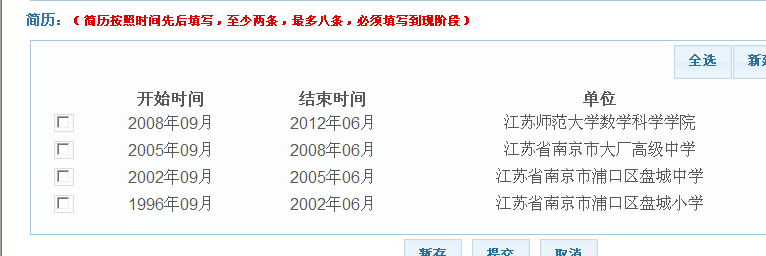 简历:（ 简历按照时间先后填写，至少两条，最多八条，必须填写到现阶段 ）
全选 新建
开始时间 结束时间 单位
2008年09月 2012年06月 江苏师范大学数学科学学院
2005年09月 2008年06月 江苏省南京市大厂高级中学
2002年09月 2005年06月 江苏省南京市浦口区盘城中学
1996年09月 2002年06月 江苏省南京市浦口区盘城小学
暂存 提交 取消